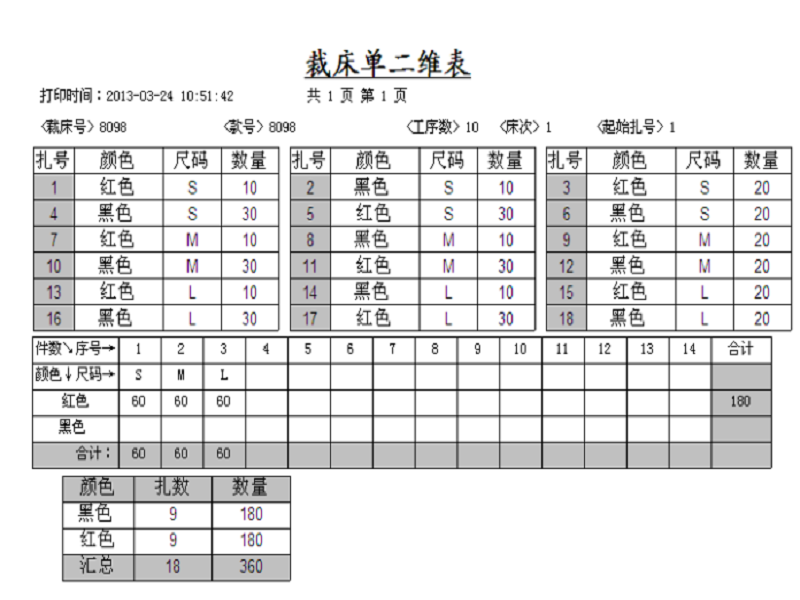 裁床单二维表
打印时间：2013-03-24 10:51:42 共 1 页 第 1 页
<裁床号> 8098 <款号> 8098 <工序数> 10 <床次> 1 <起始扎号> 1
扎号 颜色 尺码 数量 扎号 颜色 尺码 数量 扎号 颜色 尺码 数量
1 红色 S 10 2 黑色 S 10 3 红色 S 20
4 黑色 S 30 5 红色 S 30 6 黑色 S 20
7 红色 M 10 8 黑色 M 10 9 红色 M 20
10 黑色 M 30 11 红色 M 30 12 黑色 M 20
13 红色 L 10 14 黑色 L 10 15 红色 L 20
16 黑色 L 30 17 红色 L 30 18 黑色 L 20
件数↘序号→ 1 2 3 4 5 6 7 8 9 10 11 12 13 14 合计
颜色↓尺码→ S M L
红色 60 60 60 180
黑色
合计： 60 60 60
颜色 扎数 数量
黑色 9 180
红色 9 180
汇总 18 360